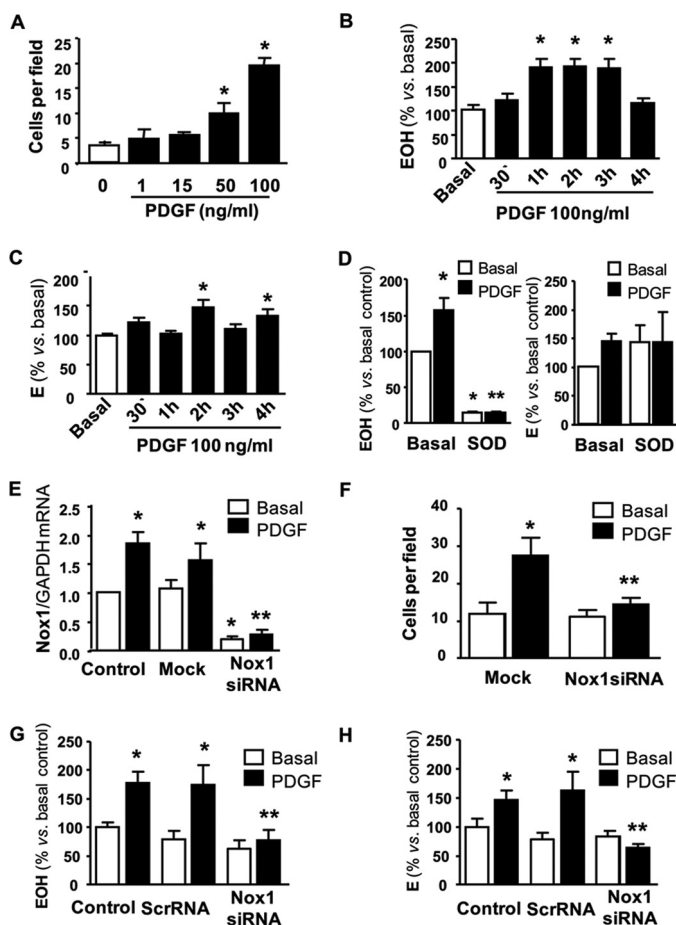 A
Cells per field
25
20
15
10
5
0
* *
0 1 15 50 100
PDGF (ng/ml)
B
EOH (% vs. basal)
250
200
150
100
50
0
* * *
Basal 30` 1h 2h 3h 4h
PDGF 100ng/ml
C
E (% vs. basal)
200
150
100
50
0
* *
Basal 30` 1h 2h 3h 4h
PDGF 100 ng/ml
D
EOH (% vs. basal control)
200
150
100
50
0
Basal
PDGF
* * **
Basal SOD
E (% vs. basal control)
250
200
150
100
50
0
Basal
PDGF
Basal SOD
E
Nox1/GAPDH mRNA
2.5
2.0
1.5
1.0
0.5
0.0
Basal
PDGF
* * * **
Control Mock Nox1
siRNA
F
Cells per field
40
30
20
10
0
Basal
PDGF
* **
Mock Nox1siRNA
G
EOH (% vs. basal control)
250
200
150
100
50
0
Basal
PDGF
* * **
Control ScrRNA Nox1
siRNA
H
E (% vs. basal control)
250
200
150
100
50
0
Basal
PDGF
* * **
Control ScrRNA Nox1
siRNA